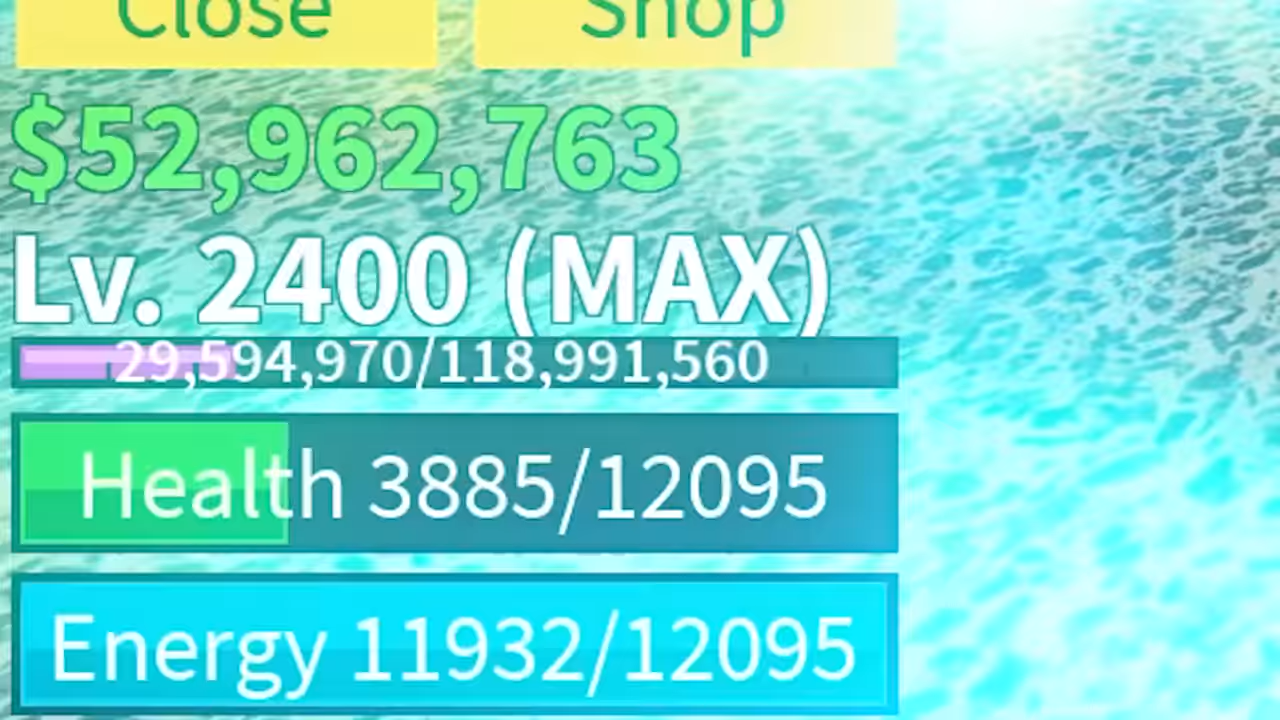 Close Shop
$52,962,763
Lv. 2400 (MAX)
29,594,970/118,991,560
Health 3885/12095
Energy 11932/12095